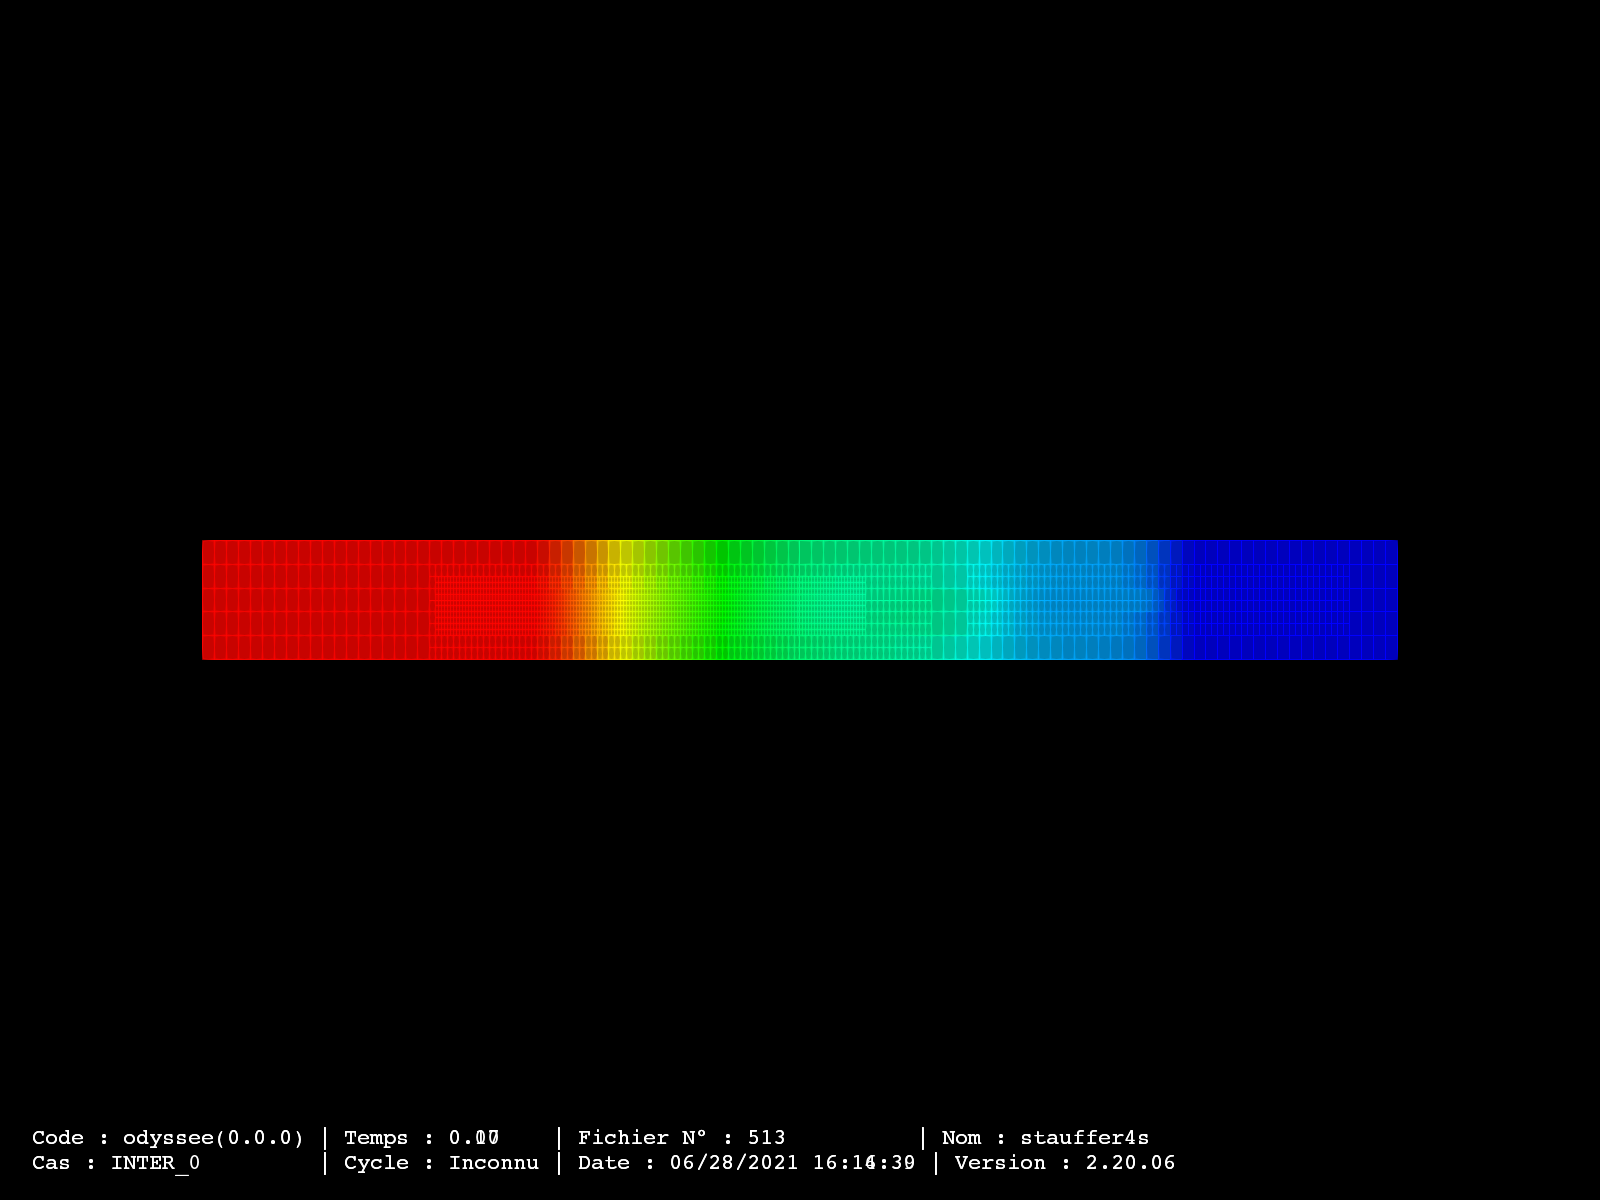 Code : odyssee(0.0.0) | Temps : | Fichier N° : 513 | Nom : stauffer4s
Cas : INTER_0 | Cycle : Inconnu | Date : 06/28/2021 | Version : 2.20.06